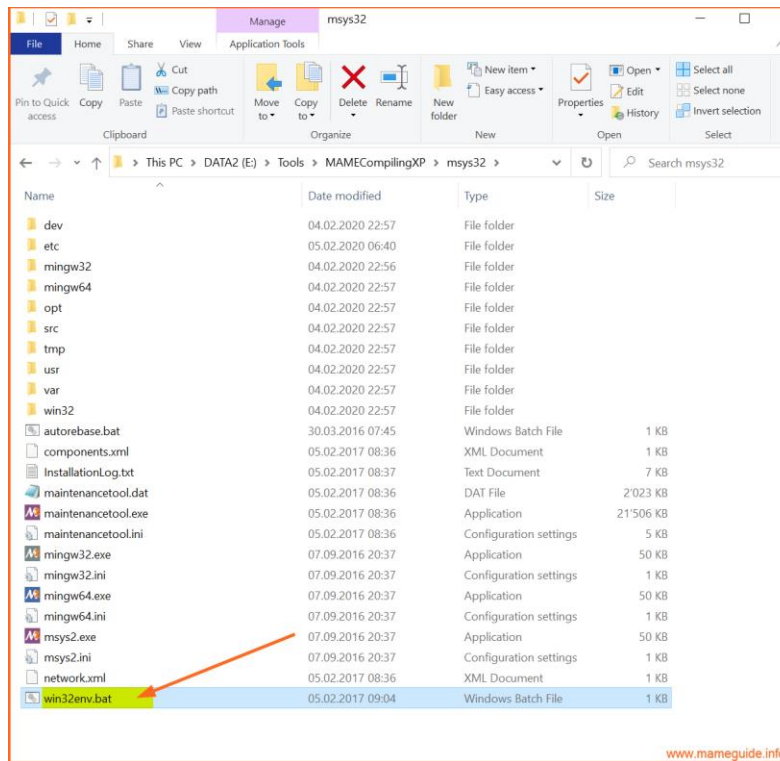 Manage msys32
File Home Share View Application Tools
Pin to Quick access
Copy
Paste
Cut
Copy path
Paste shortcut
Clipboard
Move to
Copy to
Delete
Rename
Organize
New folder
New item
Easy access
New
Properties
Open
Edit
History
Open
Select all
Select none
Invert selection
Select
This PC > DATA2 (E:) > Tools > MAMECompilingXP > msys32 >
Search msys32
Name Date modified Type Size
dev 04.02.2020 22:57 File folder
etc 05.02.2020 06:40 File folder
mingw32 04.02.2020 22:56 File folder
mingw64 04.02.2020 22:57 File folder
opt 04.02.2020 22:57 File folder
src 04.02.2020 22:57 File folder
tmp 04.02.2020 22:57 File folder
usr 04.02.2020 22:57 File folder
var 04.02.2020 22:57 File folder
win32 04.02.2020 22:57 File folder
autorebase.bat 30.03.2016 07:45 Windows Batch File 1 KB
components.xml 05.02.2017 08:36 XML Document 1 KB
InstallationLog.txt 05.02.2017 08:37 Text Document 7 KB
maintenancetool.dat 05.02.2017 08:36 DAT File 2'023 KB
maintenancetool.exe 05.02.2017 08:36 Application 21'506 KB
maintenancetool.ini 05.02.2017 08:36 Configuration settings 5 KB
mingw32.exe 07.09.2016 20:37 Application 50 KB
mingw32.ini 07.09.2016 20:37 Configuration settings 1 KB
mingw64.exe 07.09.2016 20:37 Application 50 KB
mingw64.ini 07.09.2016 20:37 Configuration settings 1 KB
msys2.exe 07.09.2016 20:37 Application 50 KB
msys2.ini 07.09.2016 20:37 Configuration settings 1 KB
network.xml 05.02.2017 08:36 XML Document 1 KB
win32env.bat 05.02.2017 09:04 Windows Batch File 1 KB
www.mameguide.info